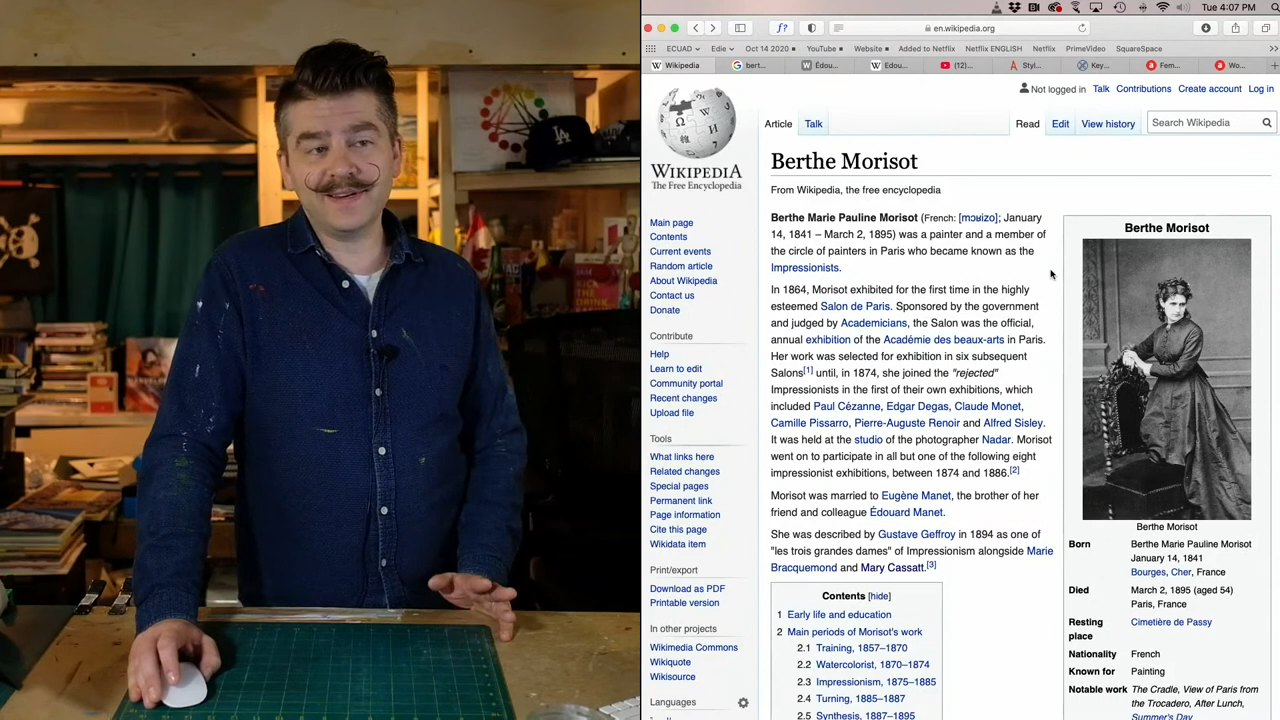 Tue 4:07 PM
en.wikipedia.org
ECUAD Edie Oct 14 2020 YouTube Website Added to Netflix Netflix ENGLISH Netflix PrimeVideo SquareSpace
Wikipedia bert... Édou... Edou... (12)... Styl... Key... Fem... Wo...
Not logged in Talk Contributions Create account Log in
Article Talk Read Edit View history Search Wikipedia
WIKIPEDIA
The Free Encyclopedia
Main page
Contents
Current events
Random article
About Wikipedia
Contact us
Donate
Contribute
Help
Learn to edit
Community portal
Recent changes
Upload file
Tools
What links here
Related changes
Special pages
Permanent link
Page information
Cite this page
Wikidata item
Print/export
Download as PDF
Printable version
In other projects
Wikimedia Commons
Wikiquote
Wikisource
Languages
Berthe Morisot
From Wikipedia, the free encyclopedia
Berthe Marie Pauline Morisot (French: [mɔʁizo]; January
14, 1841 – March 2, 1895) was a painter and a member of
the circle of painters in Paris who became known as the
Impressionists.
In 1864, Morisot exhibited for the first time in the highly
esteemed Salon de Paris. Sponsored by the government
and judged by Academicians, the Salon was the official,
annual exhibition of the Académie des beaux-arts in Paris.
Her work was selected for exhibition in six subsequent
Salons[1] until, in 1874, she joined the "rejected"
Impressionists in the first of their own exhibitions, which
included Paul Cézanne, Edgar Degas, Claude Monet,
Camille Pissarro, Pierre-Auguste Renoir and Alfred Sisley.
It was held at the studio of the photographer Nadar. Morisot
went on to participate in all but one of the following eight
impressionist exhibitions, between 1874 and 1886.[2]
Morisot was married to Eugène Manet, the brother of her
friend and colleague Édouard Manet.
She was described by Gustave Geffroy in 1894 as one of
"les trois grandes dames" of Impressionism alongside Marie
Bracquemond and Mary Cassatt.[3]
Contents [hide]
1 Early life and education
2 Main periods of Morisot's work
2.1 Training, 1857–1870
2.2 Watercolorist, 1870–1874
2.3 Impressionism, 1875–1885
2.4 Turning, 1885–1887
2.5 Synthesis, 1887–1895
Berthe Morisot
Berthe Morisot
Born Berthe Marie Pauline Morisot
January 14, 1841
Bourges, Cher, France
Died March 2, 1895 (aged 54)
Paris, France
Resting place Cimetière de Passy
Nationality French
Known for Painting
Notable work The Cradle, View of Paris from
the Trocadero, After Lunch,
Summer's Day
LA
KICK
THE
DRINK